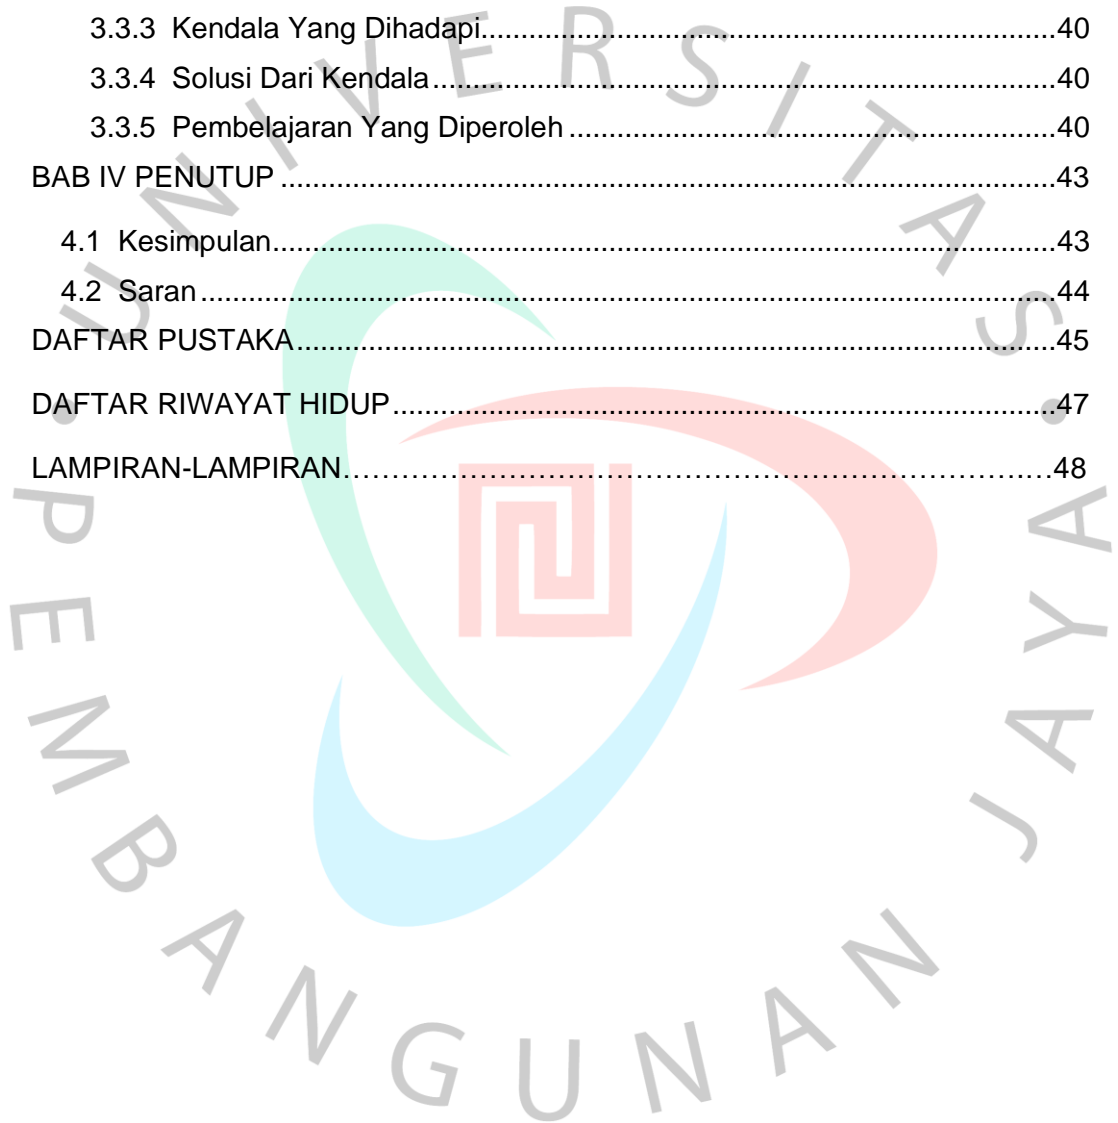 3.3.3 Kendala Yang Dihadapi........................................................................40
3.3.4 Solusi Dari Kendala...............................................................................40
3.3.5 Pembelajaran Yang Diperoleh..............................................................40
BAB IV PENUTUP..................................................................................................43
4.1 Kesimpulan...................................................................................................43
4.2 Saran............................................................................................................44
DAFTAR PUSTAKA................................................................................................45
DAFTAR RIWAYAT HIDUP....................................................................................47
LAMPIRAN-LAMPIRAN……………………………………………………………….48
UNIVERSITAS • PEMBANGUNAN JAYA •